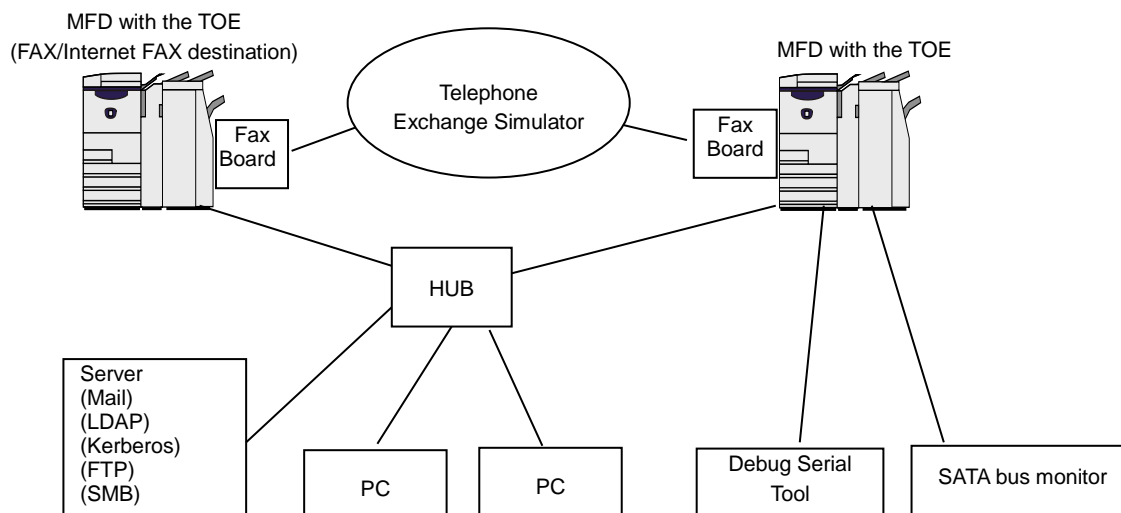 MFD with the TOE
(FAX/Internet FAX destination)
MFD with the TOE
Telephone
Exchange Simulator
Fax
Board
Fax
Board
HUB
Server
(Mail)
(LDAP)
(Kerberos)
(FTP)
(SMB)
PC
PC
Debug Serial
Tool
SATA bus monitor